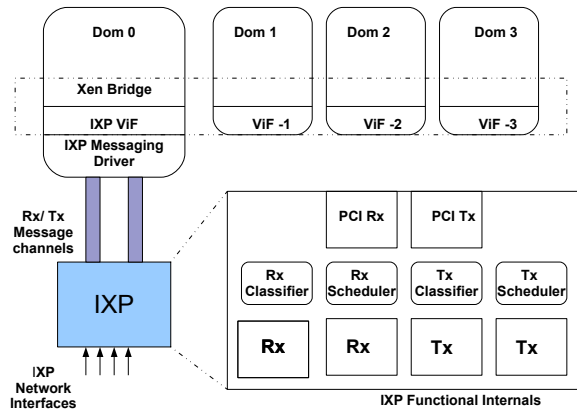 Dom 0
Dom 1
Dom 2
Dom 3
Xen Bridge
IXP ViF
ViF -1
ViF -2
ViF -3
IXP Messaging
Driver
Rx/ Tx
Message
channels
PCI Rx
PCI Tx
Rx
Classifier
Rx
Scheduler
Tx
Classifier
Tx
Scheduler
IXP
Rx
Rx
Tx
Tx
IXP
Network
Interfaces
IXP Functional Internals